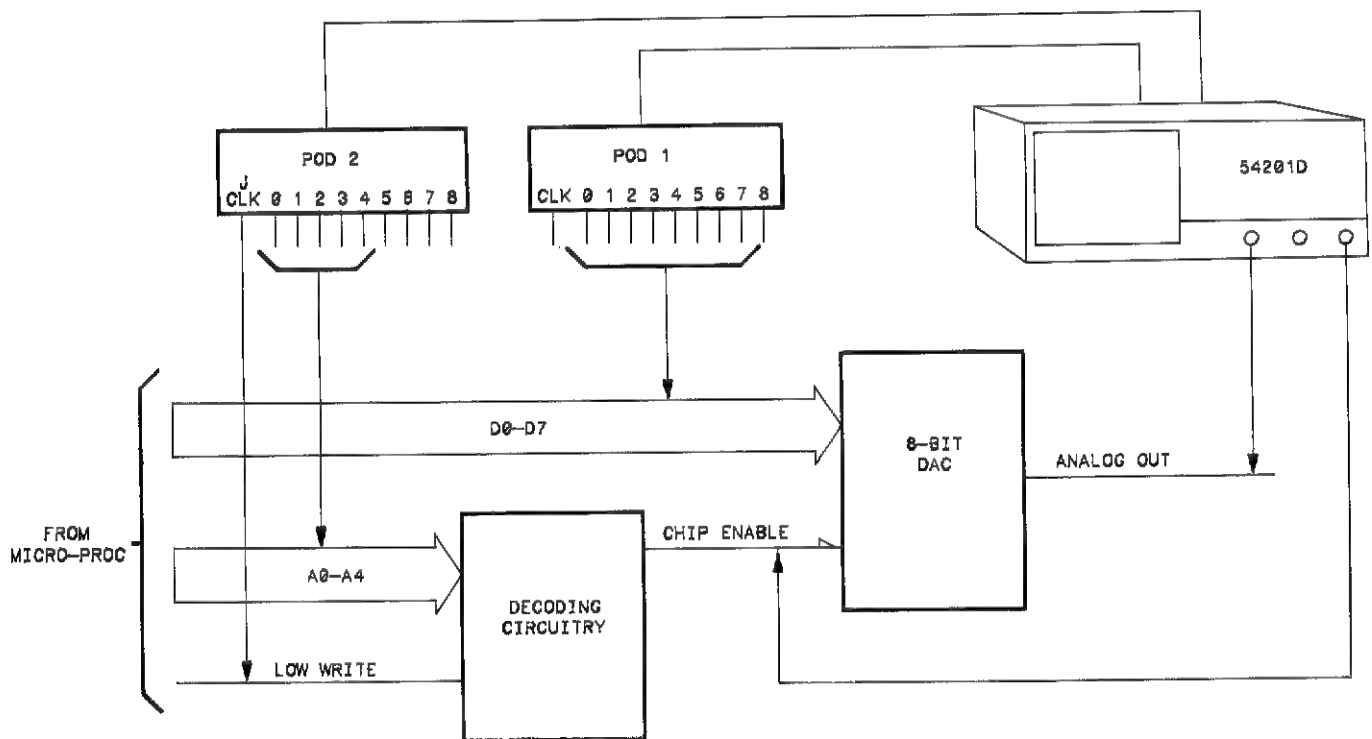 POD 2
J
CLK 0 1 2 3 4 5 6 7 8
POD 1
CLK 0 1 2 3 4 5 6 7 8
54201D
D0-D7
8-BIT
DAC
ANALOG OUT
FROM
MICRO-PROC
CHIP ENABLE
A0-A4
DECODING
CIRCUITRY
LOW WRITE